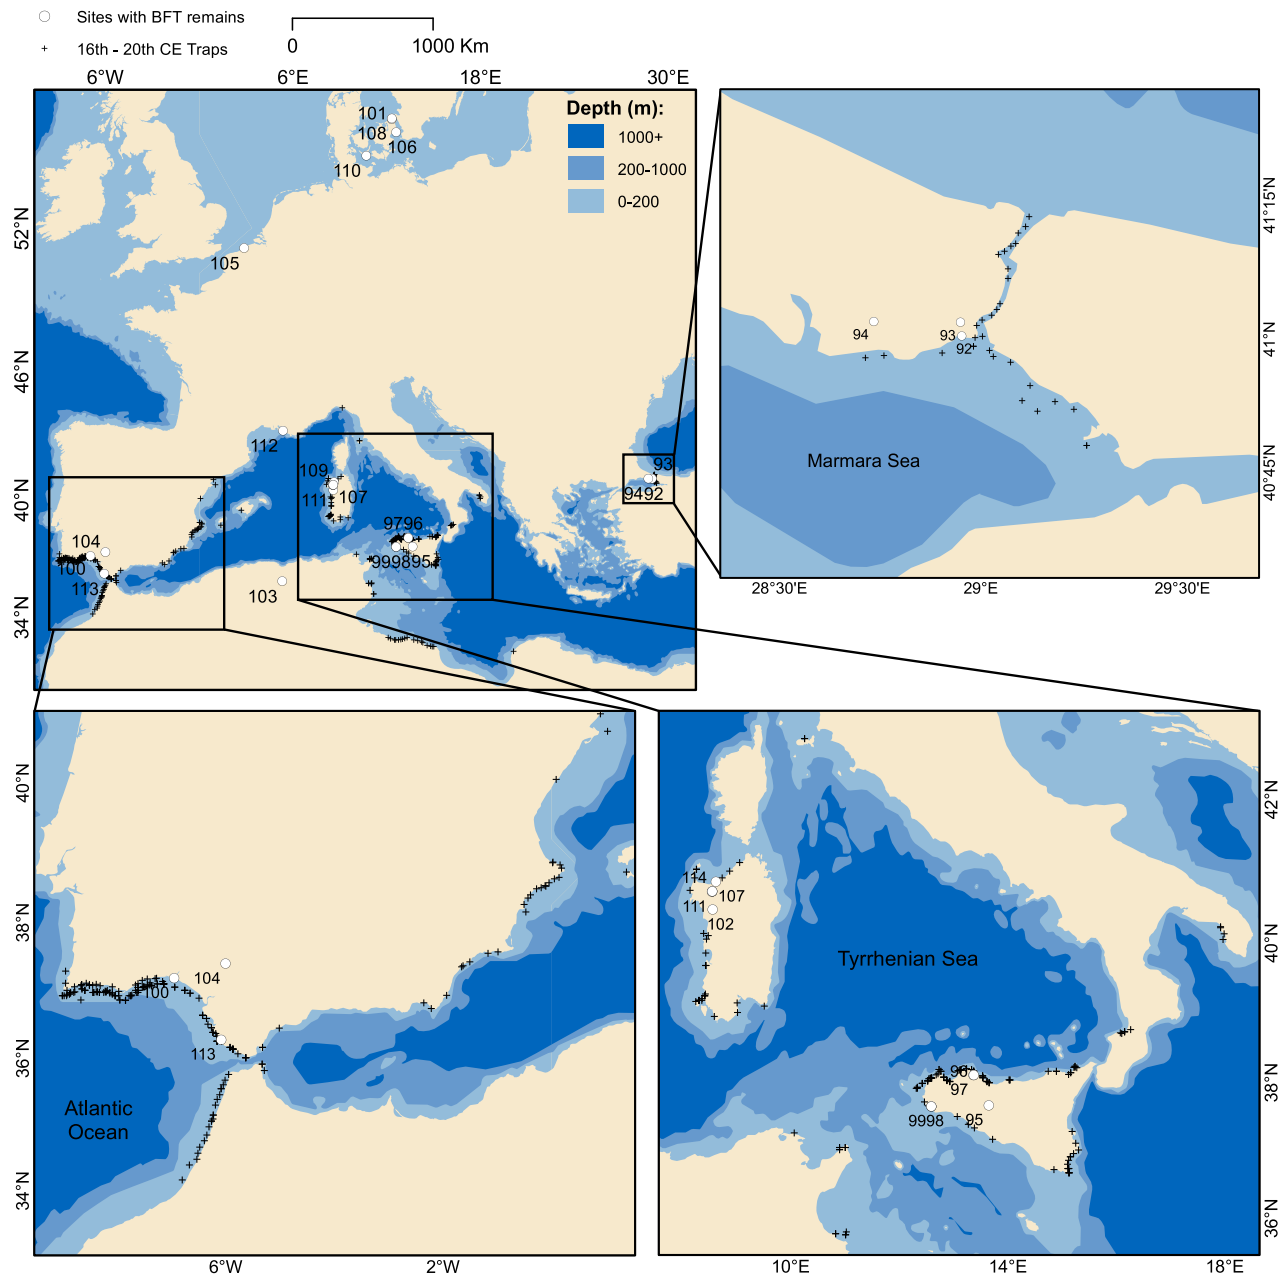 Sites with BFT remains
16th - 20th CE Traps
0
1000 Km
6°W
6°E
18°E
30°E
52°N
46°N
40°N
34°N
Depth (m):
1000+
200-1000
0-200
101
108
106
110
105
112
109
111
107
93
9492
9796
999895
104
100
113
103
94
93
92
Marmara Sea
41°15'N
41°N
40°45'N
28°30'E
29°E
29°30'E
40°N
38°N
36°N
34°N
104
100
113
Atlantic
Ocean
6°W
2°W
114
107
111
102
Tyrrhenian Sea
96
97
9998
95
42°N
40°N
38°N
36°N
10°E
14°E
18°E